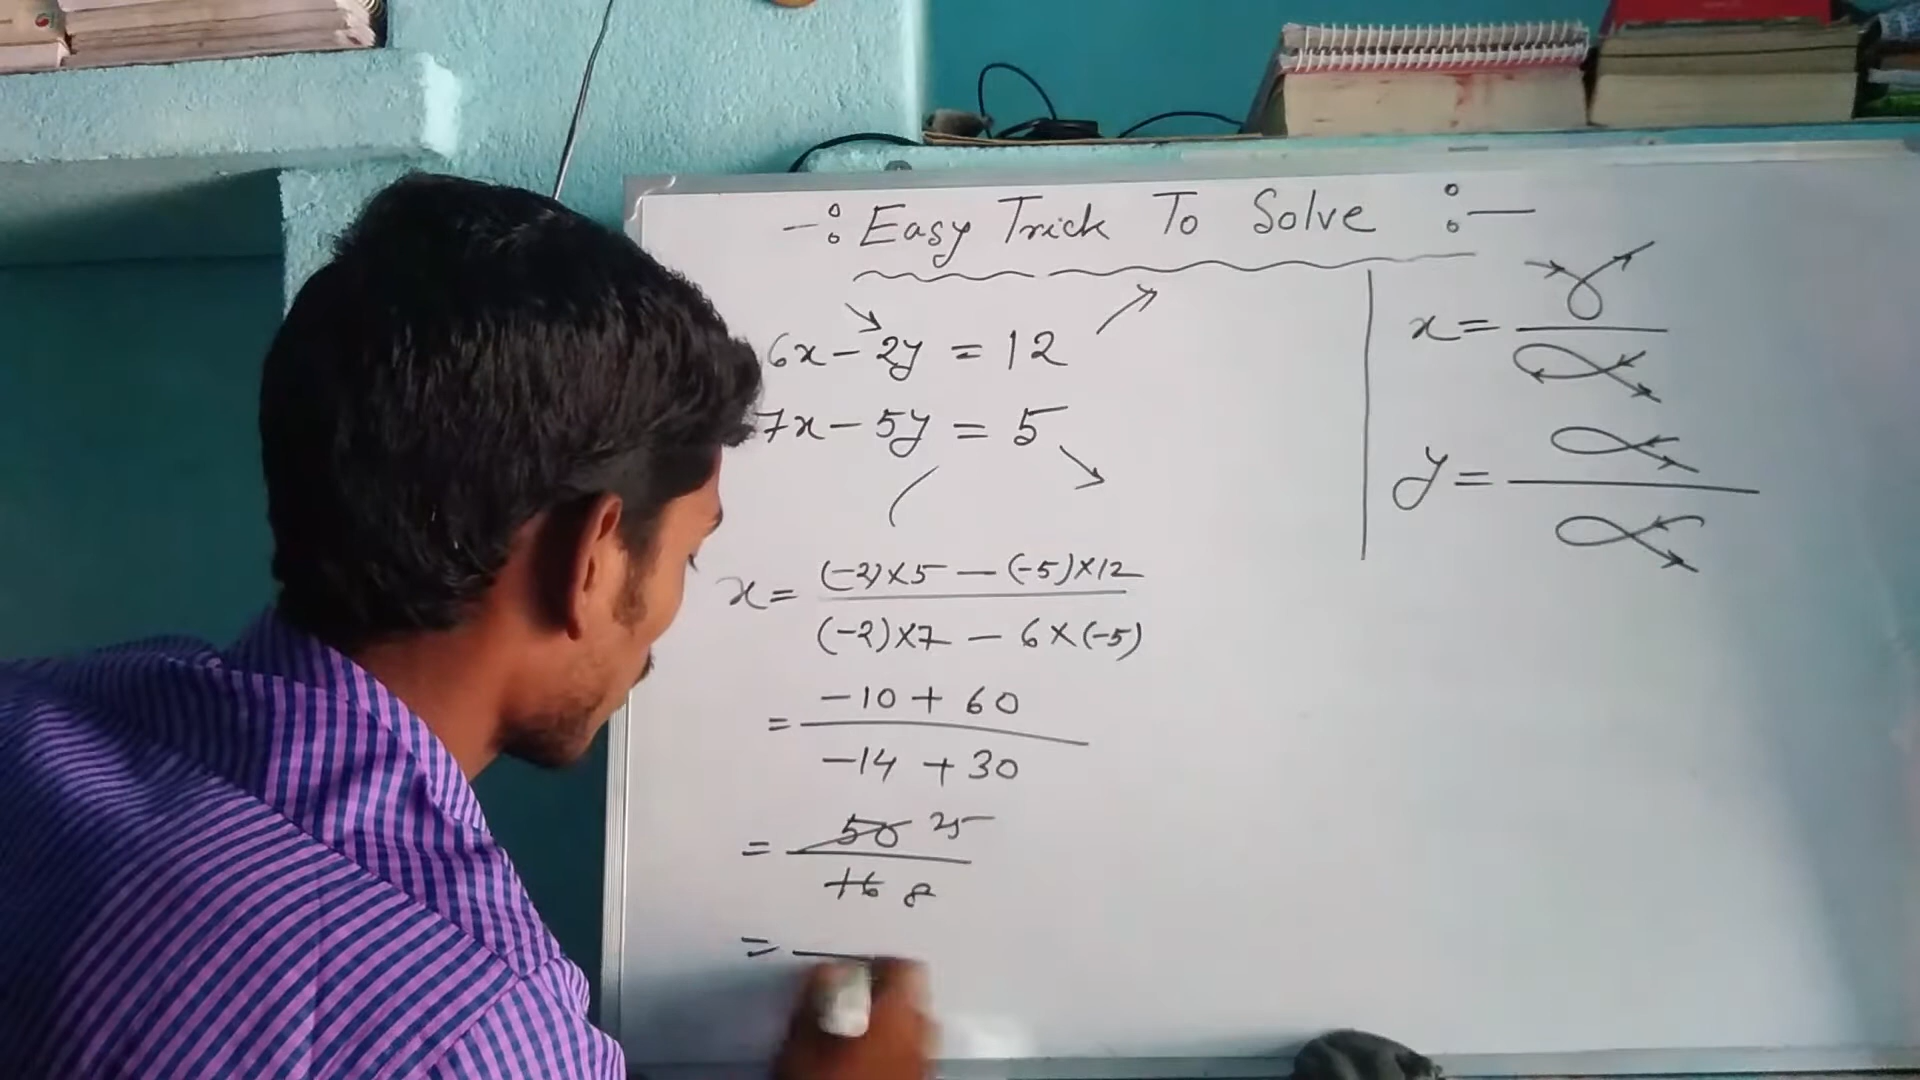 -: Easy Trick To Solve :-
6x - 2y = 12
7x - 5y = 5
x = (-2)×5 - (-5)×12
(-2)×7 - 6×(-5)
= -10 + 60
-14 + 30
= 50 25
16 8
=
x =
y =